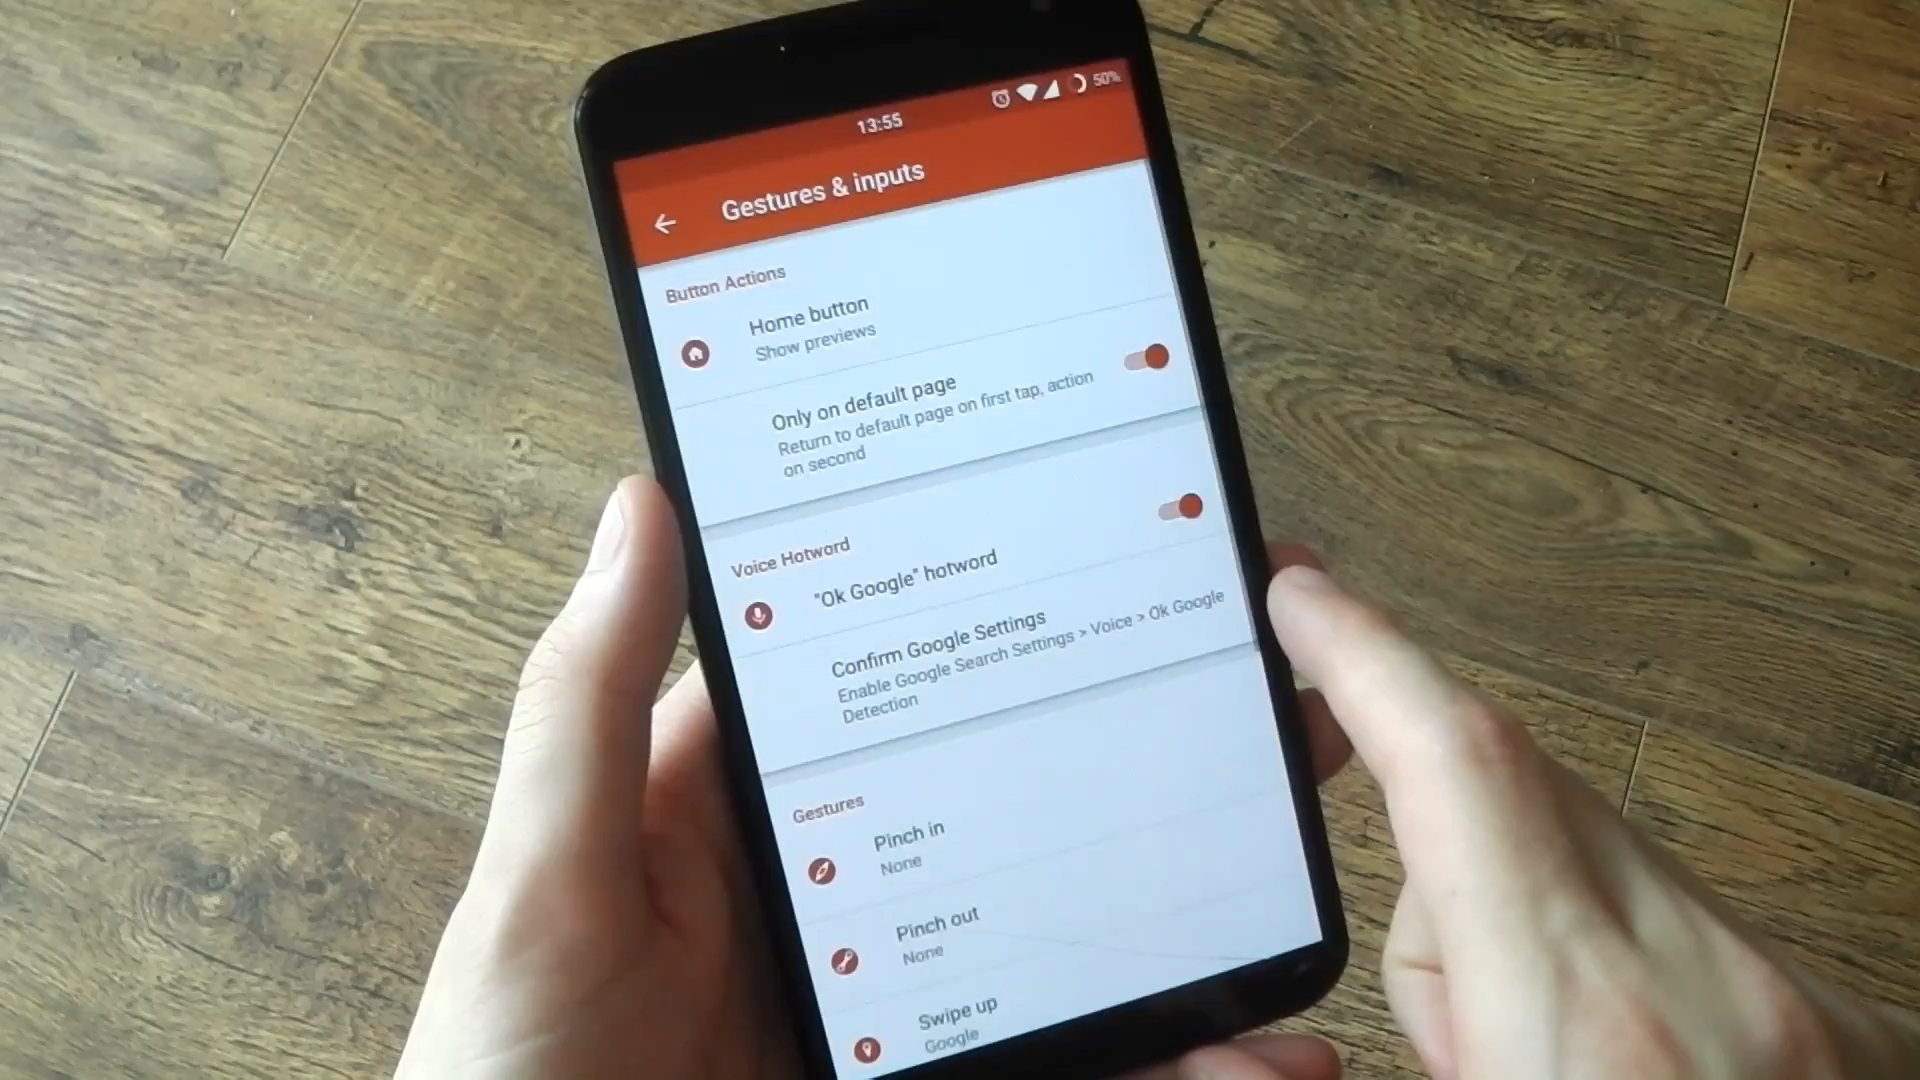 50%
13:55
Gestures & inputs
Button Actions
Home button
Show previews
Only on default page
Return to default page on first tap, action
on second
Voice Hotword
"Ok Google" hotword
Confirm Google Settings
Enable Google Search Settings > Voice > Ok Google
Detection
Gestures
Pinch in
None
Pinch out
None
Swipe up
Google